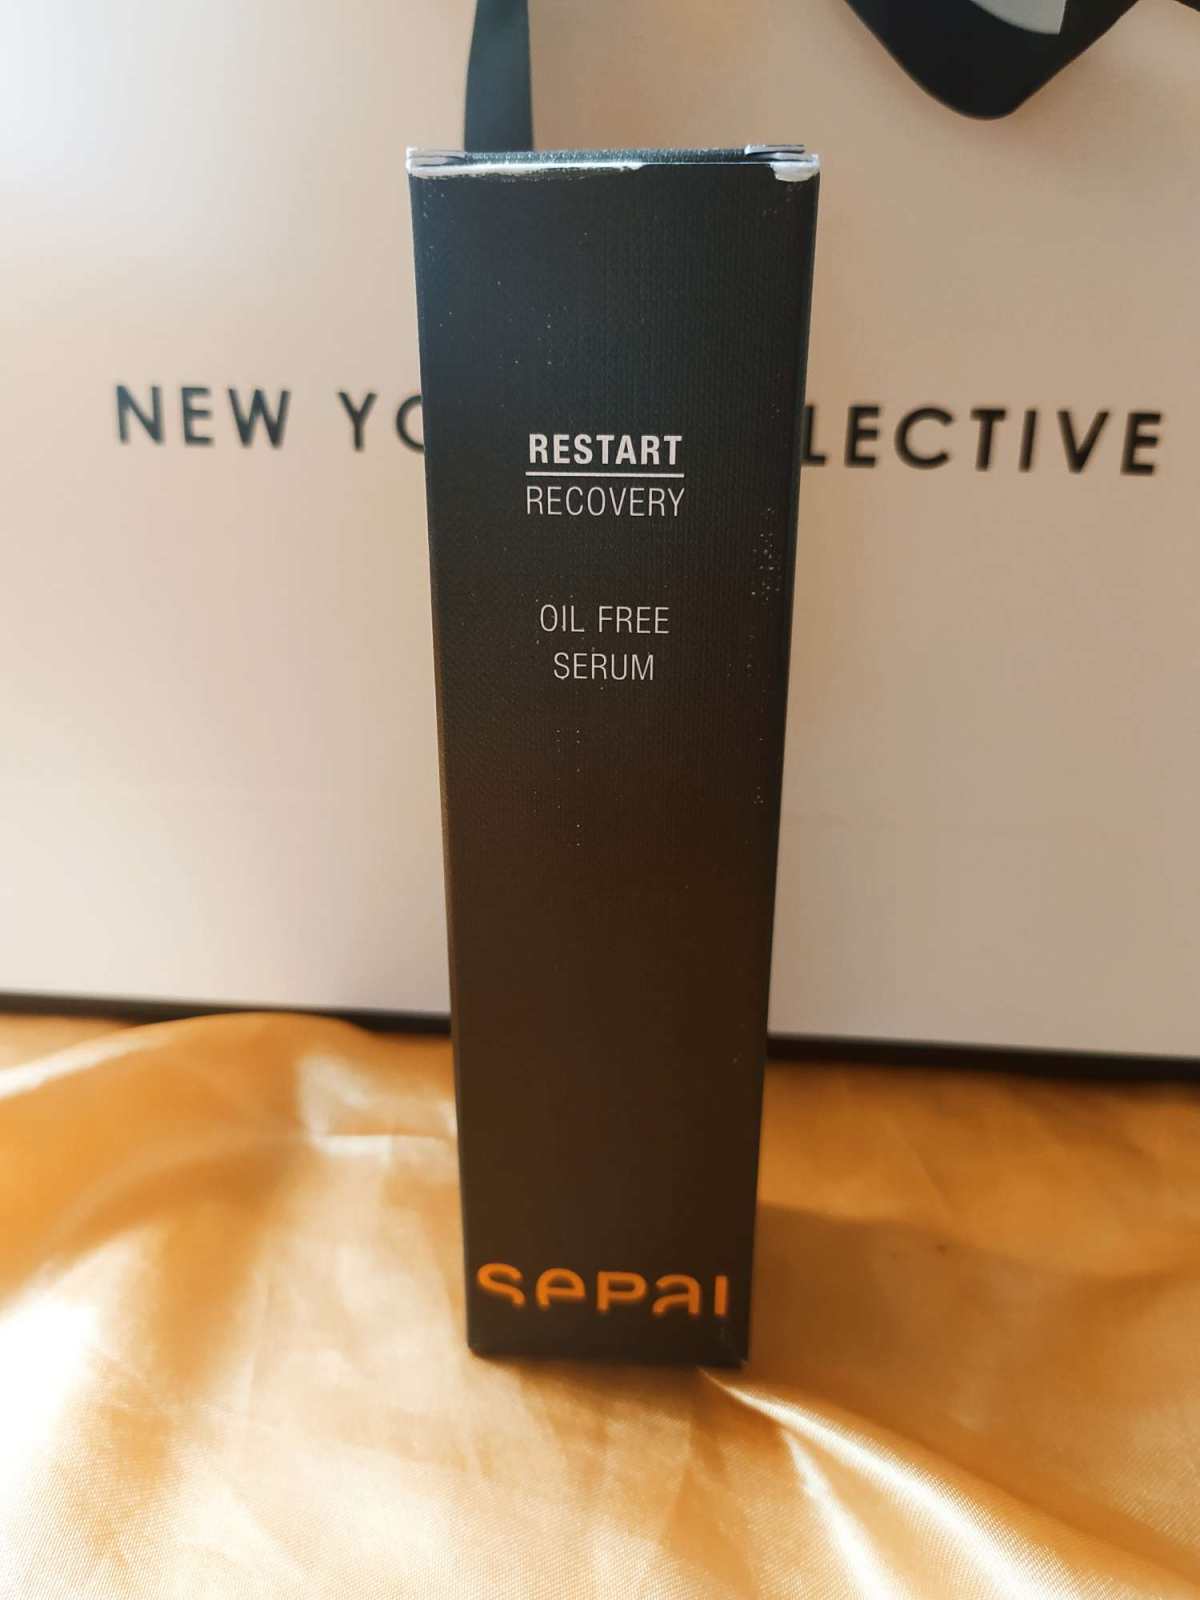 NEW YO LECTIVE
RESTART
RECOVERY
OIL FREE
SERUM
sepai